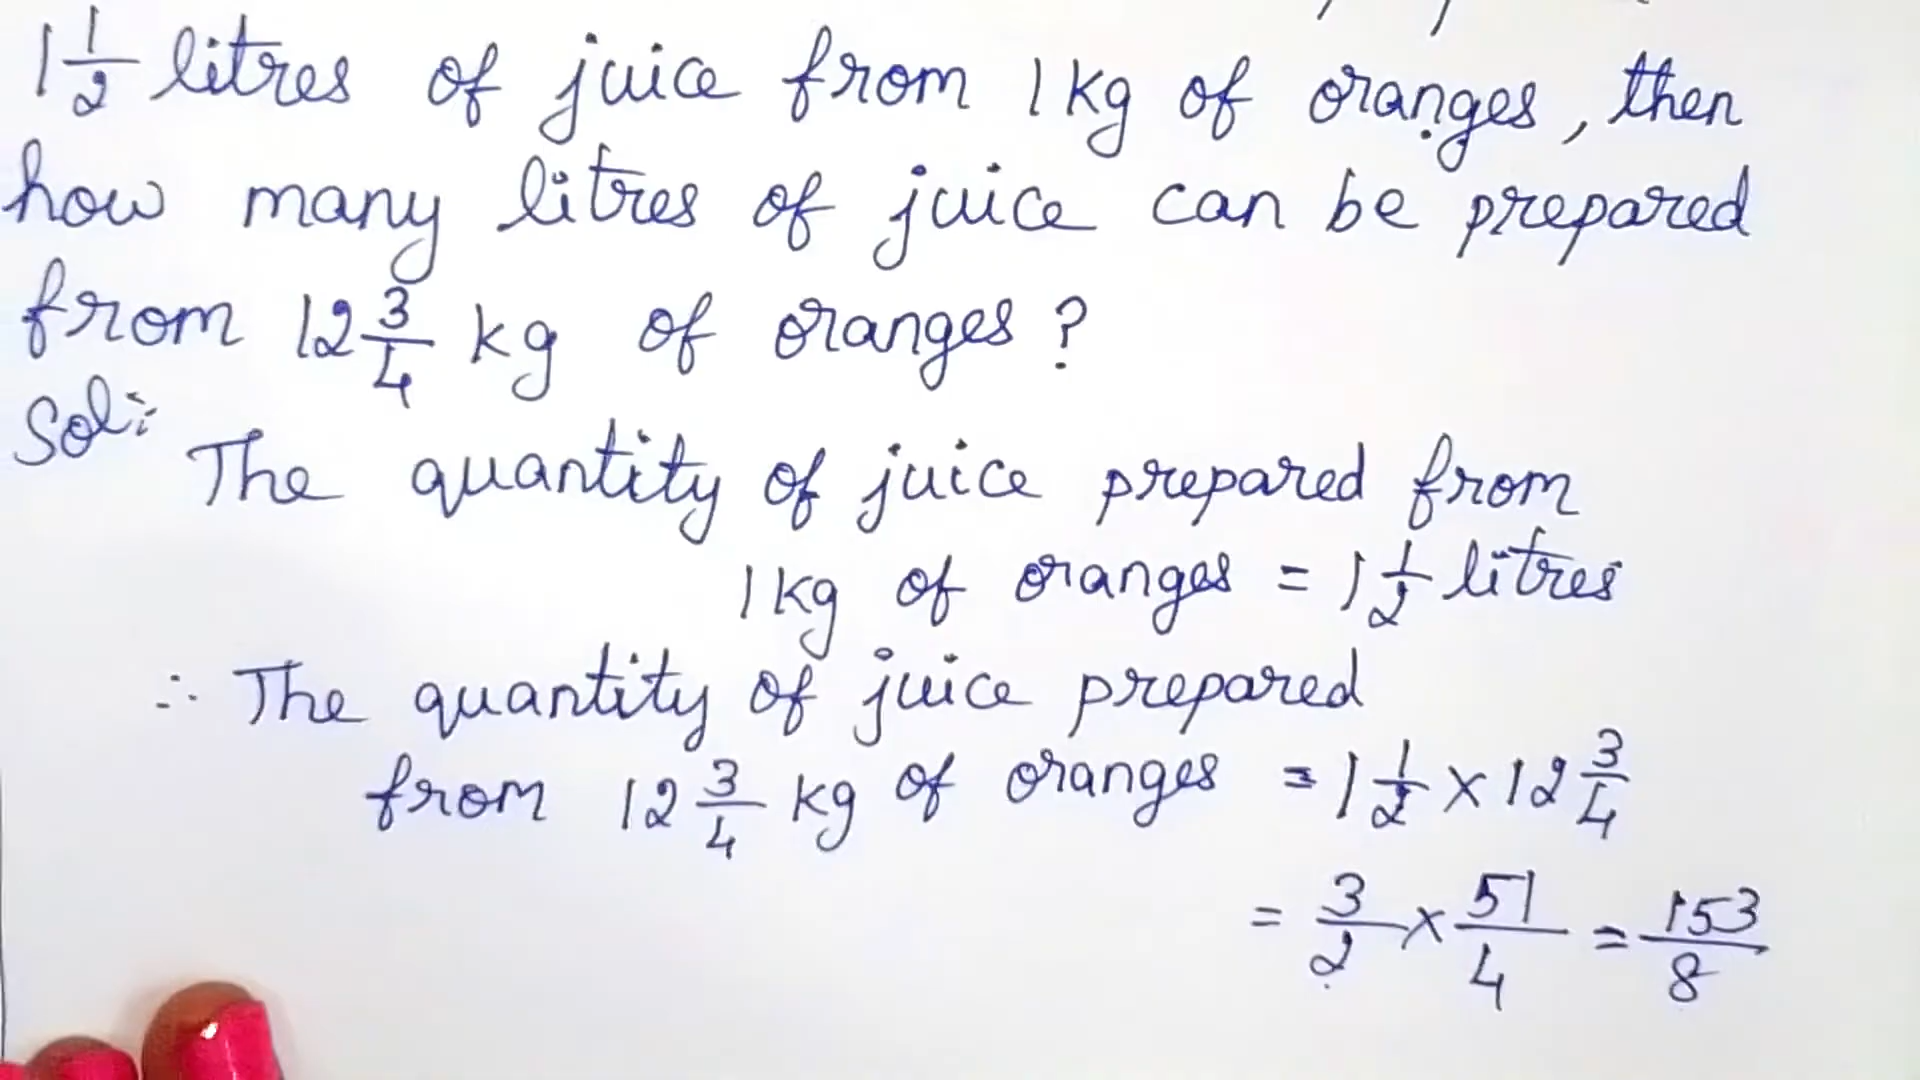 1 1/2 litres of juice from 1 kg of oranges, then
how many litres of juice can be prepared
from 12 3/4 kg of oranges ?
Sol:
The quantity of juice prepared from
1 kg of oranges = 1 1/2 litres
∴ The quantity of juice prepared
from 12 3/4 kg of oranges = 1 1/2 × 12 3/4
= 3/2 × 51/4 = 153/8